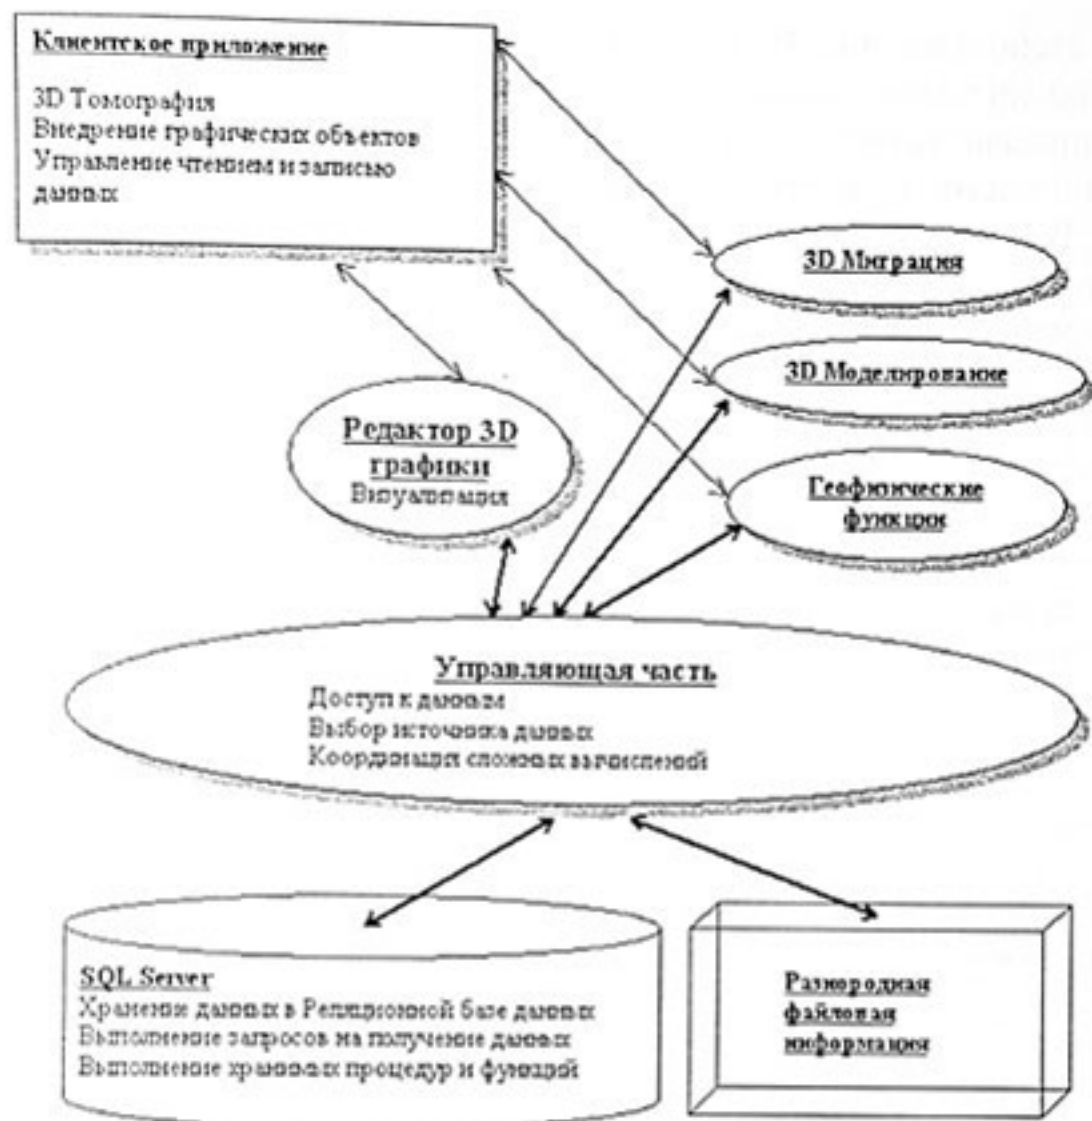 Клиентское приложение
3D Томография
Внедрение графических объектов
Управление чтением и записью
данных
3D Миграция
3D Моделирование
Редактор 3D
графики
Визуализация
Геофизические
функции
Управляющая часть
Доступ к данным
Выбор источника данных
Координация сложных вычислений
SQL Server
Хранение данных в Реляционной базе данных
Выполнение запросов на получение данных
Выполнение хранимых процедур и функций
Разнородная
файловая
информация